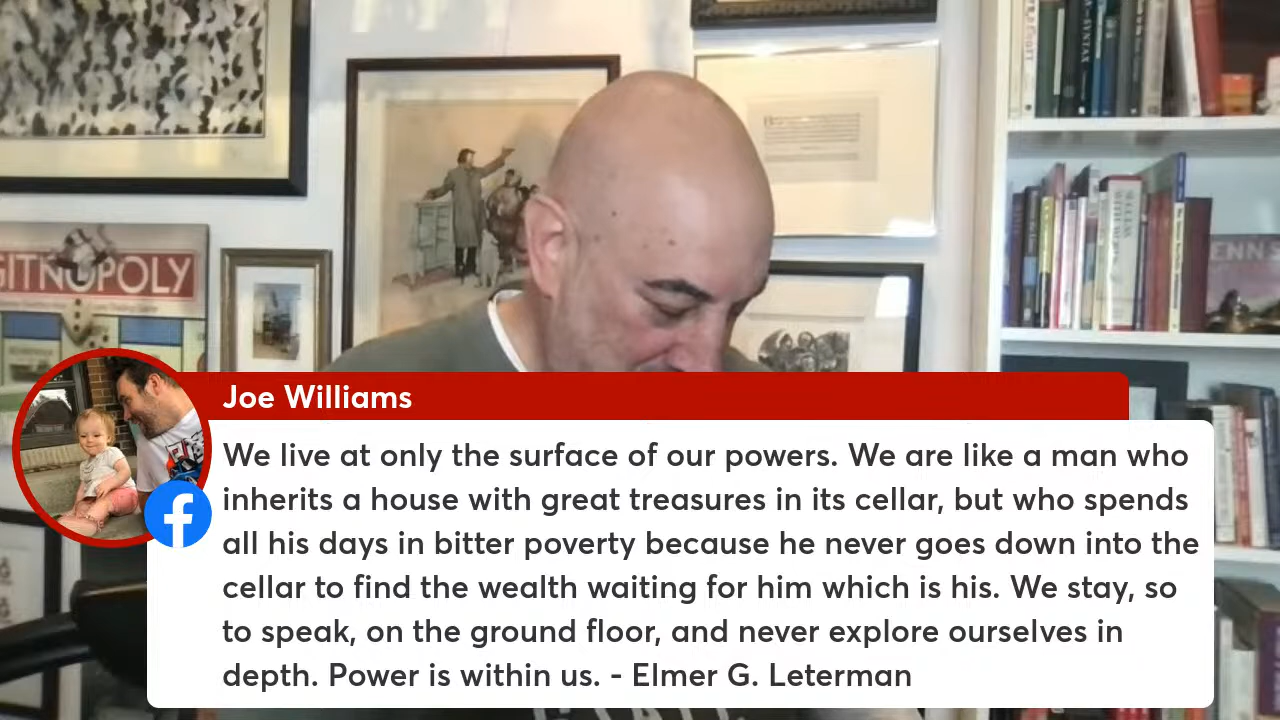 GITNOPOLY
Joe Williams
We live at only the surface of our powers. We are like a man who
inherits a house with great treasures in its cellar, but who spends
all his days in bitter poverty because he never goes down into the
cellar to find the wealth waiting for him which is his. We stay, so
to speak, on the ground floor, and never explore ourselves in
depth. Power is within us. - Elmer G. Leterman